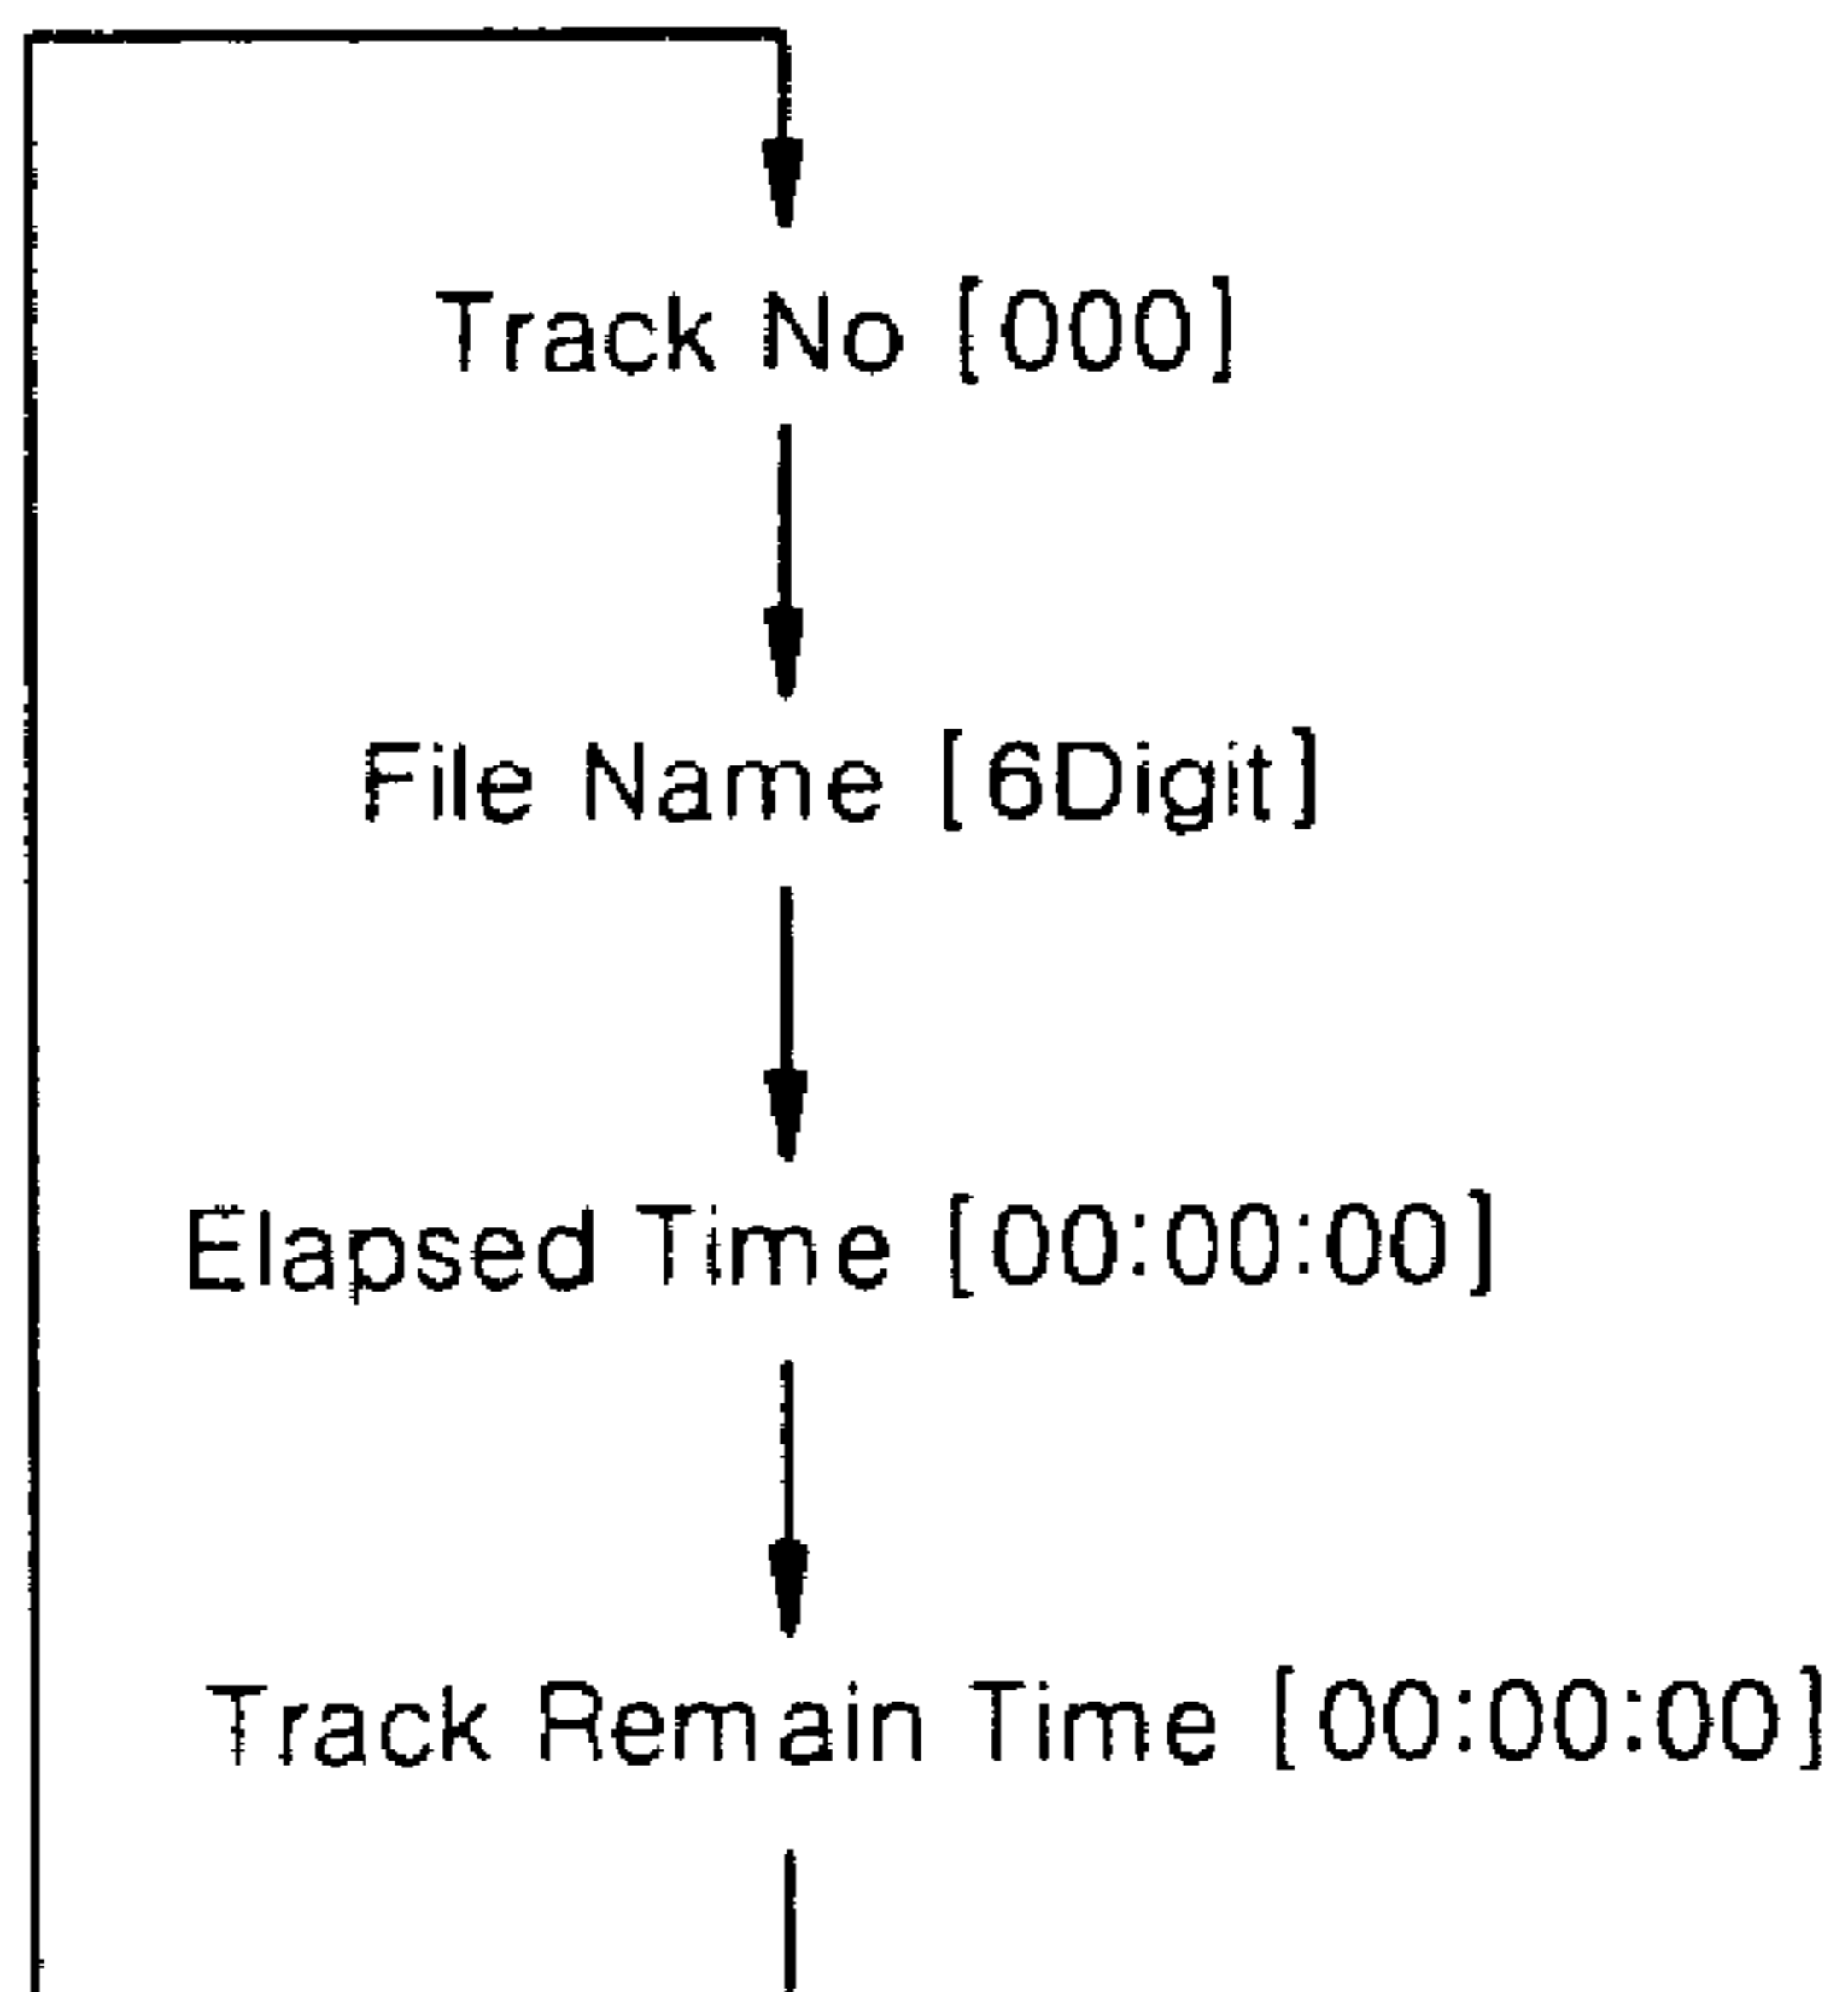 Track No [000]
File Name [6Digit]
Elapsed Time [00:00:00]
Track Remain Time [00:00:00]